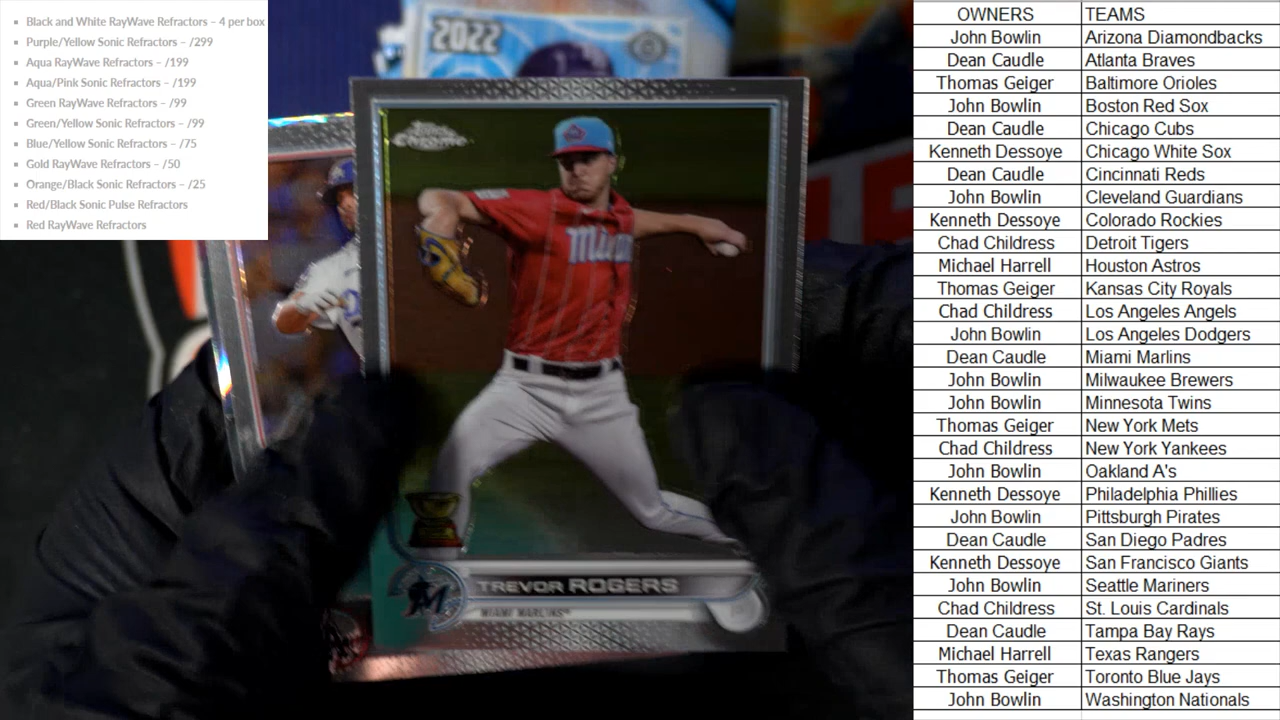 Black and White RayWave Refractors – 4 per box
Purple/Yellow Sonic Refractors – /299
Aqua RayWave Refractors – /199
Aqua/Pink Sonic Refractors – /199
Green RayWave Refractors – /99
Green/Yellow Sonic Refractors – /99
Blue/Yellow Sonic Refractors – /75
Gold RayWave Refractors – /50
Orange/Black Sonic Refractors – /25
Red/Black Sonic Pulse Refractors
Red RayWave Refractors
2022
Topps
Chrome
TREVOR ROGERS
MIAMI MARLINS
OWNERS TEAMS
John Bowlin Arizona Diamondbacks
Dean Caudle Atlanta Braves
Thomas Geiger Baltimore Orioles
John Bowlin Boston Red Sox
Dean Caudle Chicago Cubs
Kenneth Dessoye Chicago White Sox
Dean Caudle Cincinnati Reds
John Bowlin Cleveland Guardians
Kenneth Dessoye Colorado Rockies
Chad Childress Detroit Tigers
Michael Harrell Houston Astros
Thomas Geiger Kansas City Royals
Chad Childress Los Angeles Angels
John Bowlin Los Angeles Dodgers
Dean Caudle Miami Marlins
John Bowlin Milwaukee Brewers
John Bowlin Minnesota Twins
Thomas Geiger New York Mets
Chad Childress New York Yankees
John Bowlin Oakland A's
Kenneth Dessoye Philadelphia Phillies
John Bowlin Pittsburgh Pirates
Dean Caudle San Diego Padres
Kenneth Dessoye San Francisco Giants
John Bowlin Seattle Mariners
Chad Childress St. Louis Cardinals
Dean Caudle Tampa Bay Rays
Michael Harrell Texas Rangers
Thomas Geiger Toronto Blue Jays
John Bowlin Washington Nationals